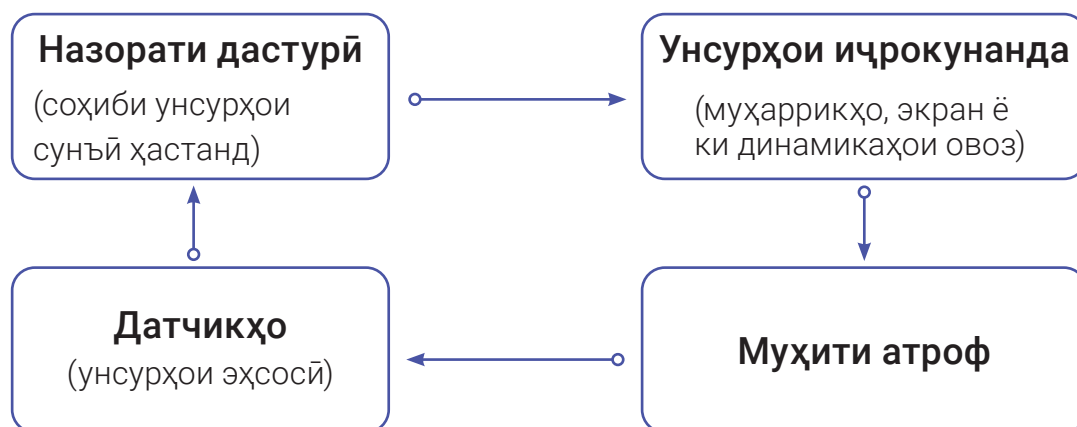 Назорати дастурӣ
(соҳиби унсурҳои
сунъӣ ҳастанд)
Унсурҳои иҷрокунанда
(муҳаррикҳо, экран ё
ки динамикаҳои овоз)
Датчикҳо
(унсурҳои эҳсосӣ)
Муҳити атроф